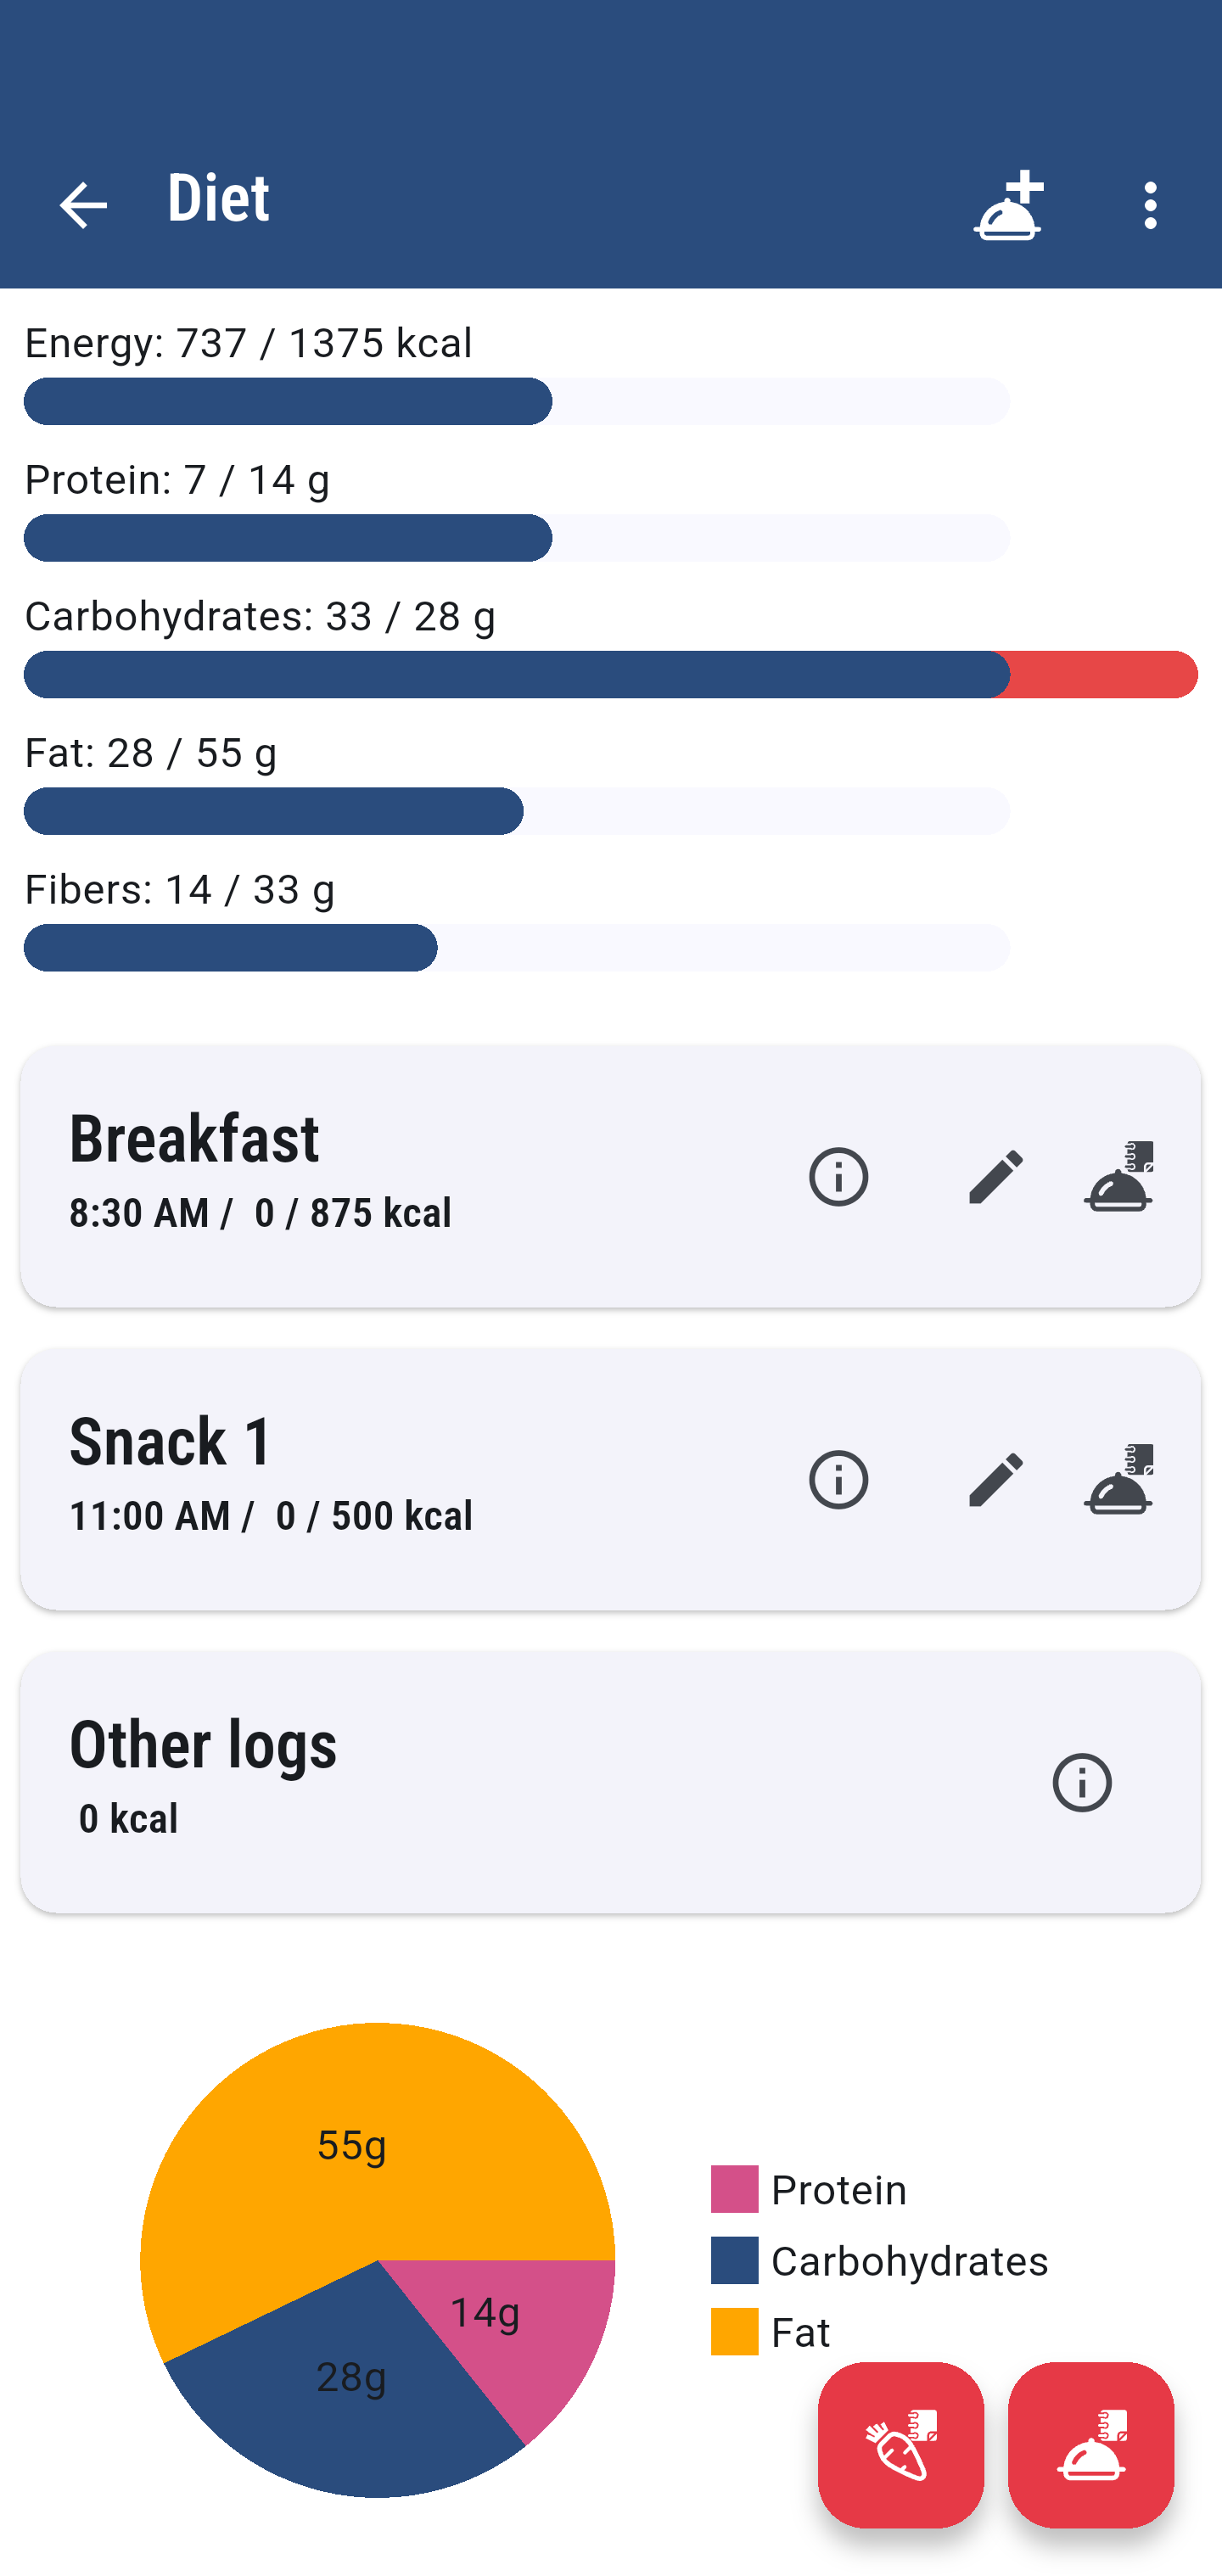 Diet
Energy: 737 / 1375 kcal
Protein: 7 / 14 g
Carbohydrates: 33 / 28 g
Fat: 28 / 55 g
Fibers: 14 / 33 g
Breakfast
8:30 AM /  0 / 875 kcal
Snack 1
11:00 AM /  0 / 500 kcal
Other logs
0 kcal
55g
14g
28g
Protein
Carbohydrates
Fat